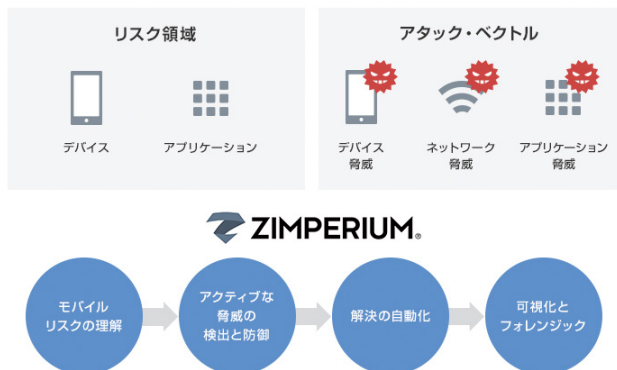 リスク領域
デバイス
アプリケーション
アタック・ベクトル
デバイス
脅威
ネットワーク
脅威
アプリケーション
脅威
ZIMPERIUM®
モバイル
リスクの理解
アクティブな
脅威の
検出と防御
解決の自動化
可視化と
フォレンジック